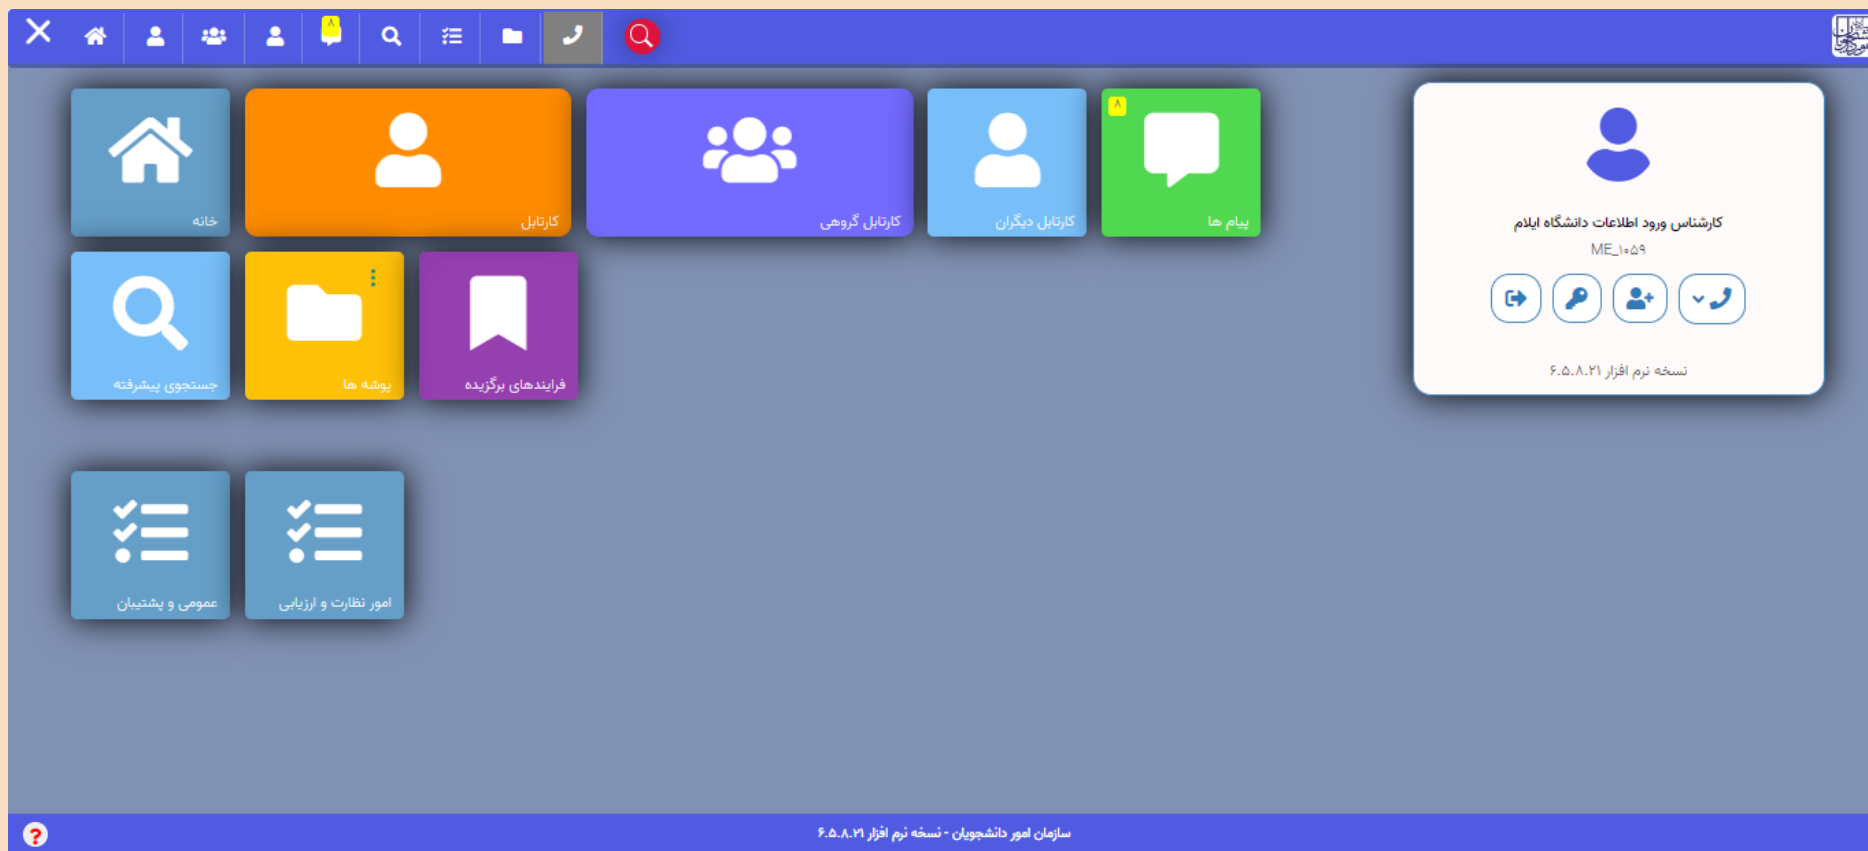 ۸
۸
خانه
کارتابل
کارتابل گروهی
کارتابل دیگران
پیام ها
کارشناس ورود اطلاعات دانشگاه ایلام
ME_۱۰۵۹
جستجوی پیشرفته
پوشه ها
فرایندهای برگزیده
نسخه نرم افزار ۶.۵.۸.۲۱
عمومی و پشتیبان
امور نظارت و ارزیابی
سازمان امور دانشجویان - نسخه نرم افزار ۶.۵.۸.۲۱
?